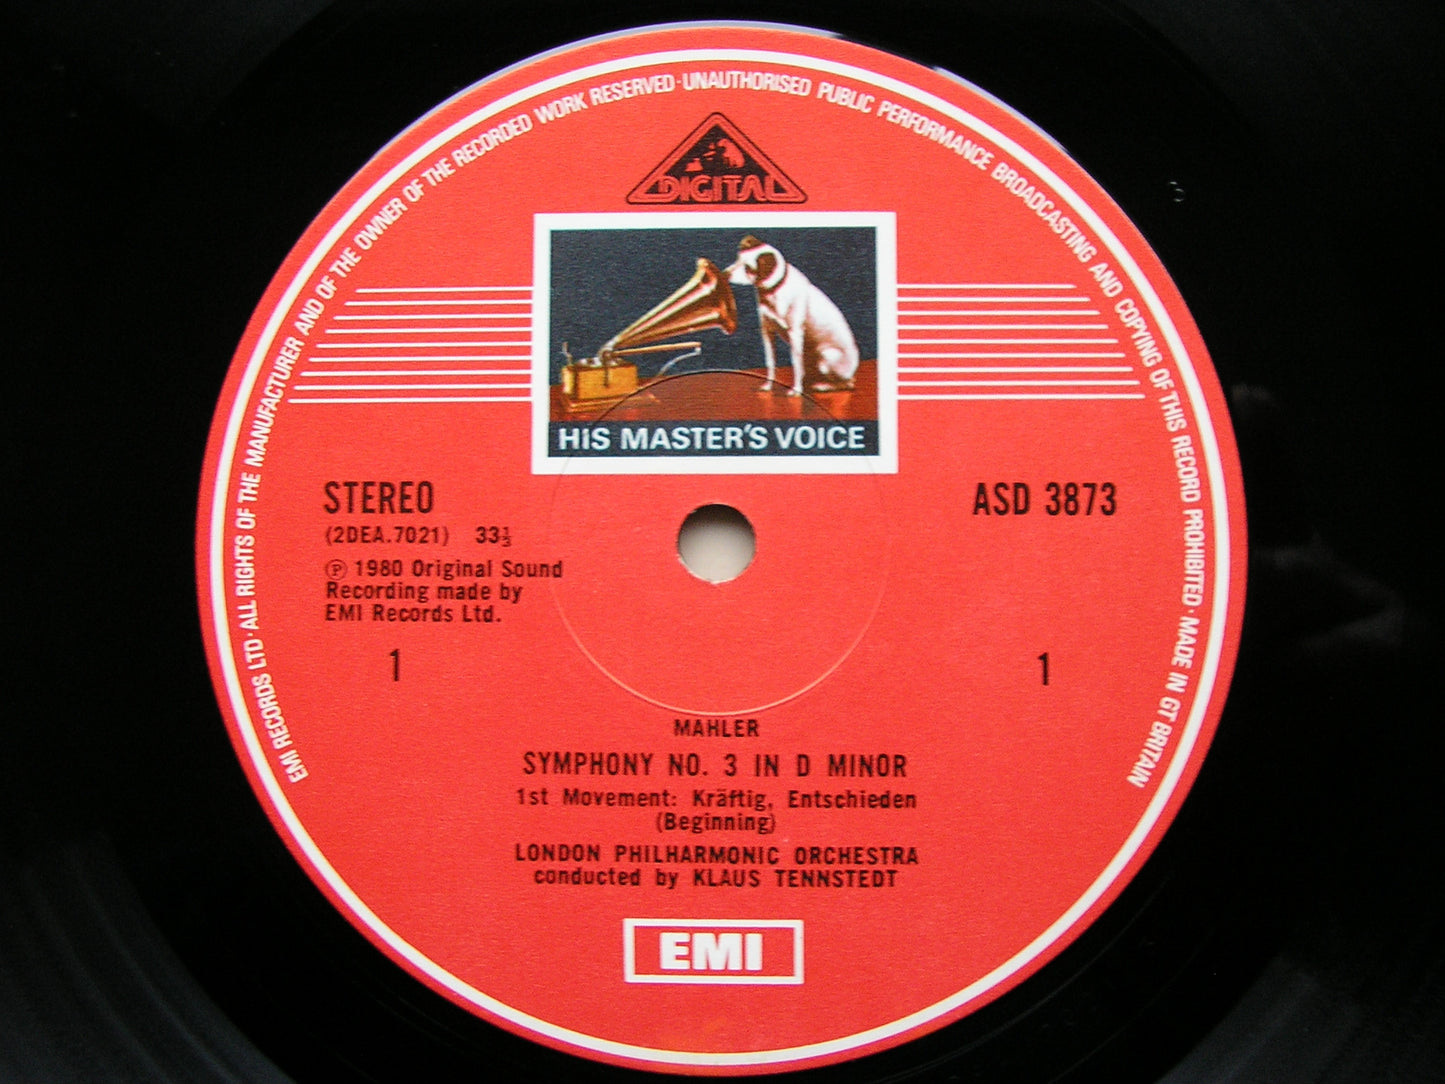 EMI RECORDS LTD · ALL RIGHTS OF THE MANUFACTURER AND OF THE OWNER OF THE RECORDED WORK RESERVED · UNAUTHORISED PUBLIC PERFORMANCE BROADCASTING AND COPYING OF THIS RECORD PROHIBITED · MADE IN GT BRITAIN
DIGITAL
HiS MASTER'S VOICE
STEREO
ASD 3873
(2DEA.7021) 33⅓
℗ 1980 Original Sound
Recording made by
EMI Records Ltd.
1
1
MAHLER
SYMPHONY NO. 3 IN D MINOR
1st Movement: Kräftig, Entschieden
(Beginning)
LONDON PHILHARMONIC ORCHESTRA
conducted by KLAUS TENNSTEDT
EMI